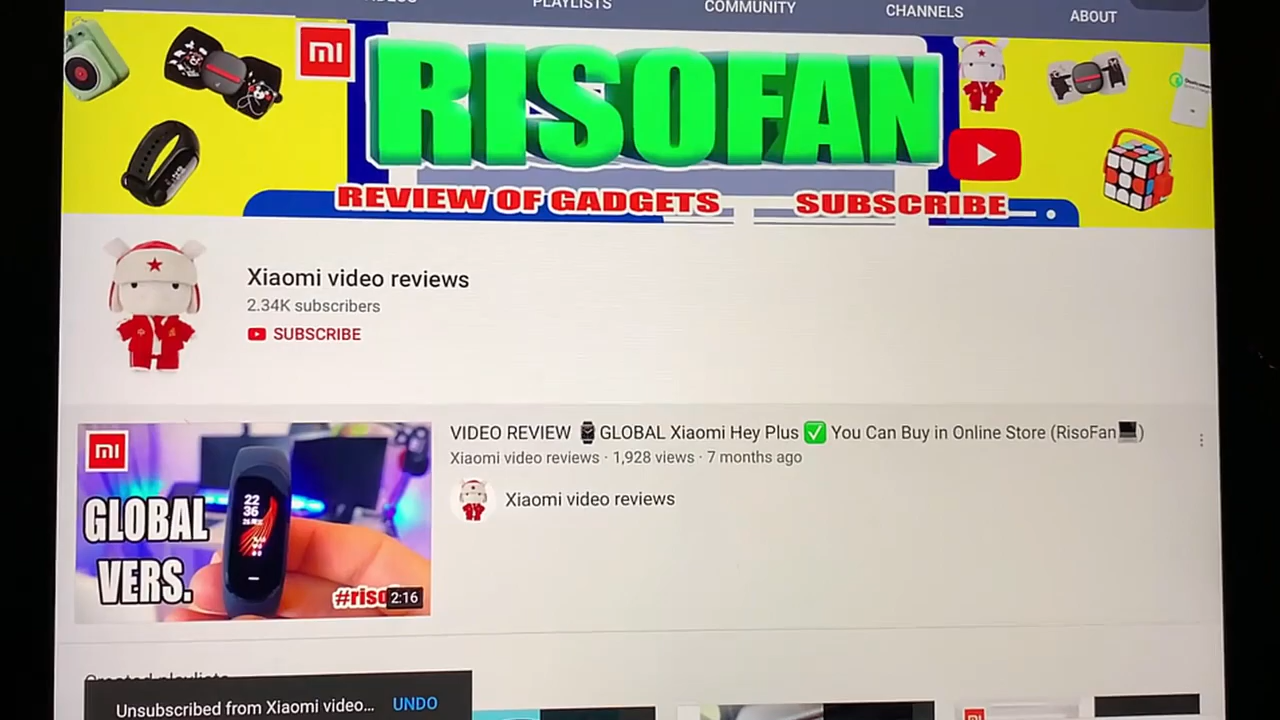 PLAYLISTS
COMMUNITY
CHANNELS
ABOUT
mi
RISOFAN
REVIEW OF GADGETS
SUBSCRIBE
Xiaomi video reviews
2.34K subscribers
SUBSCRIBE
mi
GLOBAL
VERS.
22
36
#riso
2:16
VIDEO REVIEW ⌚GLOBAL Xiaomi Hey Plus ✅ You Can Buy in Online Store (RisoFan💻)
Xiaomi video reviews · 1,928 views · 7 months ago
Xiaomi video reviews
Created playlists
Unsubscribed from Xiaomi video...
UNDO